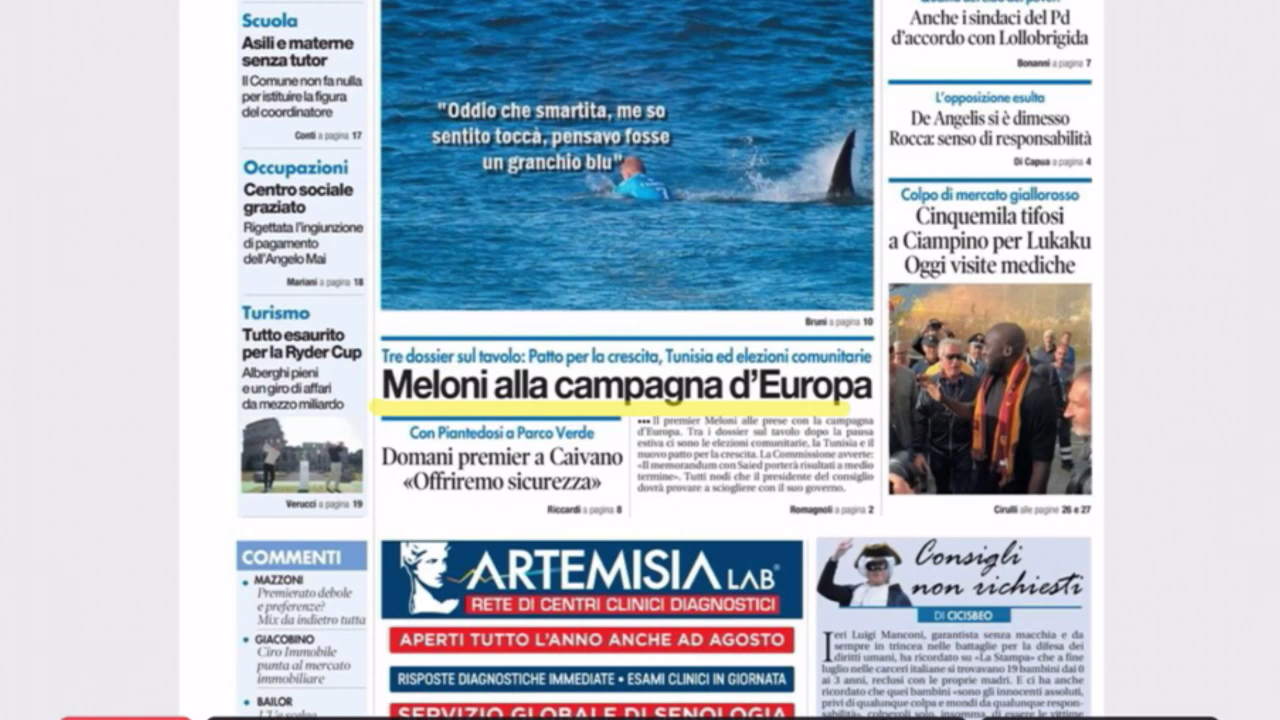 Scuola
Asili e materne
senza tutor
Il Comune non fa nulla
per istituire la figura
del coordinatore
Conti a pagina 17
Occupazioni
Centro sociale
graziato
Rigettata l'ingiunzione
di pagamento
dell'Angelo Mai
Mariani a pagina 18
Turismo
Tutto esaurito
per la Ryder Cup
Alberghi pieni
e un giro di affari
da mezzo miliardo
Verucci a pagina 19
COMMENTI
• MAZZONI
Premierato debole
e preferenze?
Mix da indietro tutta
• GIACOBINO
Ciro Immobile
punta al mercato
immobiliare
• BAILOR
"Oddio che smartita, me so
sentito toccà, pensavo fosse
un granchio blu"
Bruni a pagina 10
Tre dossier sul tavolo: Patto per la crescita, Tunisia ed elezioni comunitarie
Meloni alla campagna d'Europa
Con Piantedosi a Parco Verde
Domani premier a Caivano
«Offriremo sicurezza»
Riccardi a pagina 8
••• Il premier Meloni alle prese con la campagna
d'Europa. Tra i dossier sul tavolo dopo la pausa
estiva ci sono le elezioni comunitarie, la Tunisia e il
nuovo patto per la crescita. La Commissione avverte:
«Il memorandum con Saied porterà risultati a medio
termine». Tutti nodi che il presidente del consiglio
dovrà provare a sciogliere con il suo governo.
Romagnoli a pagina 2
ARTEMISIA LAB®
RETE DI CENTRI CLINICI DIAGNOSTICI
APERTI TUTTO L'ANNO ANCHE AD AGOSTO
RISPOSTE DIAGNOSTICHE IMMEDIATE • ESAMI CLINICI IN GIORNATA
SERVIZIO GLOBALE DI SENOLOGIA
Anche i sindaci del Pd
d'accordo con Lollobrigida
Bonanni a pagina 7
L'opposizione esulta
De Angelis si è dimesso
Rocca: senso di responsabilità
Di Capua a pagina 4
Colpo di mercato giallorosso
Cinquemila tifosi
a Ciampino per Lukaku
Oggi visite mediche
Cirulli alle pagine 26 e 27
Consigli
non richiesti
DI CICISBEO
Ieri Luigi Manconi, garantista senza macchia e da
sempre in trincea nelle battaglie per la difesa dei
diritti umani, ha ricordato su «La Stampa» che a fine
luglio nelle carceri italiane si trovavano 19 bambini dai 0
ai 3 anni, reclusi con le proprie madri. E ci ha anche
ricordato che quei bambini «sono gli innocenti assoluti,
privi di qualunque colpa e mondi da qualunque respon-
sabilità», colpevoli solo, insomma, di essere le vittime